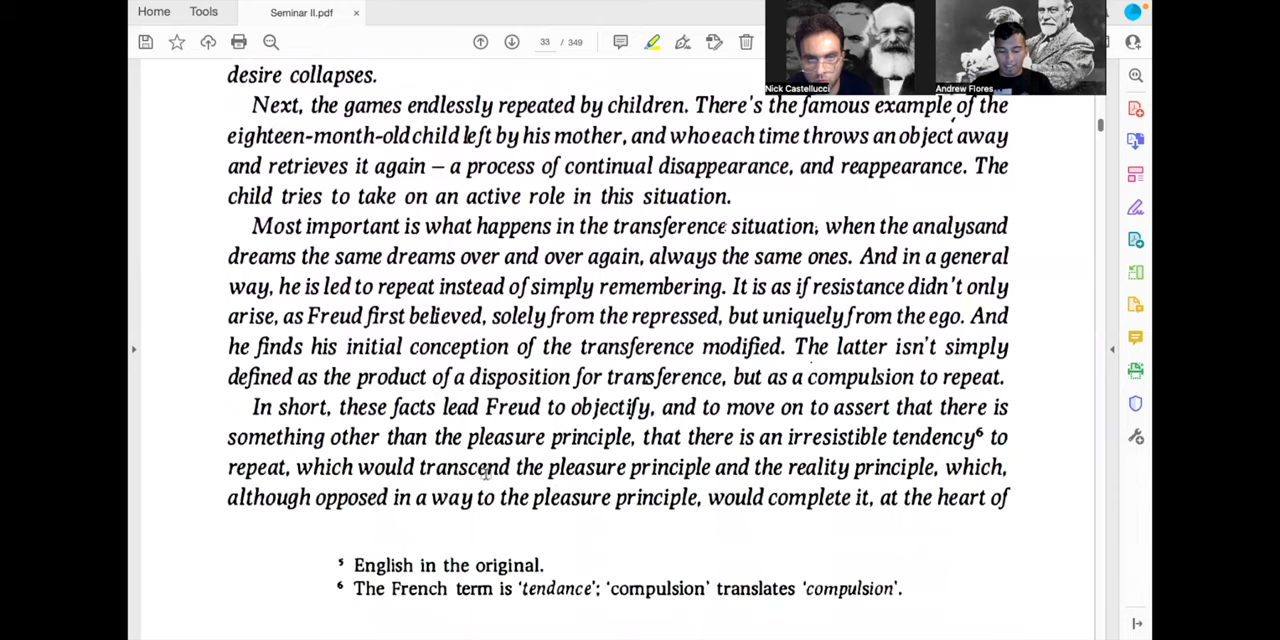 Home Tools Seminar II.pdf ×
33 / 349
Nick Castellucci
Andrew Flores
desire collapses.
Next, the games endlessly repeated by children. There's the famous example of the
eighteen-month-old child left by his mother, and who each time throws an object away
and retrieves it again – a process of continual disappearance, and reappearance. The
child tries to take on an active role in this situation.
Most important is what happens in the transference situation, when the analysand
dreams the same dreams over and over again, always the same ones. And in a general
way, he is led to repeat instead of simply remembering. It is as if resistance didn't only
arise, as Freud first believed, solely from the repressed, but uniquely from the ego. And
he finds his initial conception of the transference modified. The latter isn't simply
defined as the product of a disposition for transference, but as a compulsion to repeat.
In short, these facts lead Freud to objectify, and to move on to assert that there is
something other than the pleasure principle, that there is an irresistible tendency⁶ to
repeat, which would transcend the pleasure principle and the reality principle, which,
although opposed in a way to the pleasure principle, would complete it, at the heart of
⁵ English in the original.
⁶ The French term is 'tendance'; 'compulsion' translates 'compulsion'.